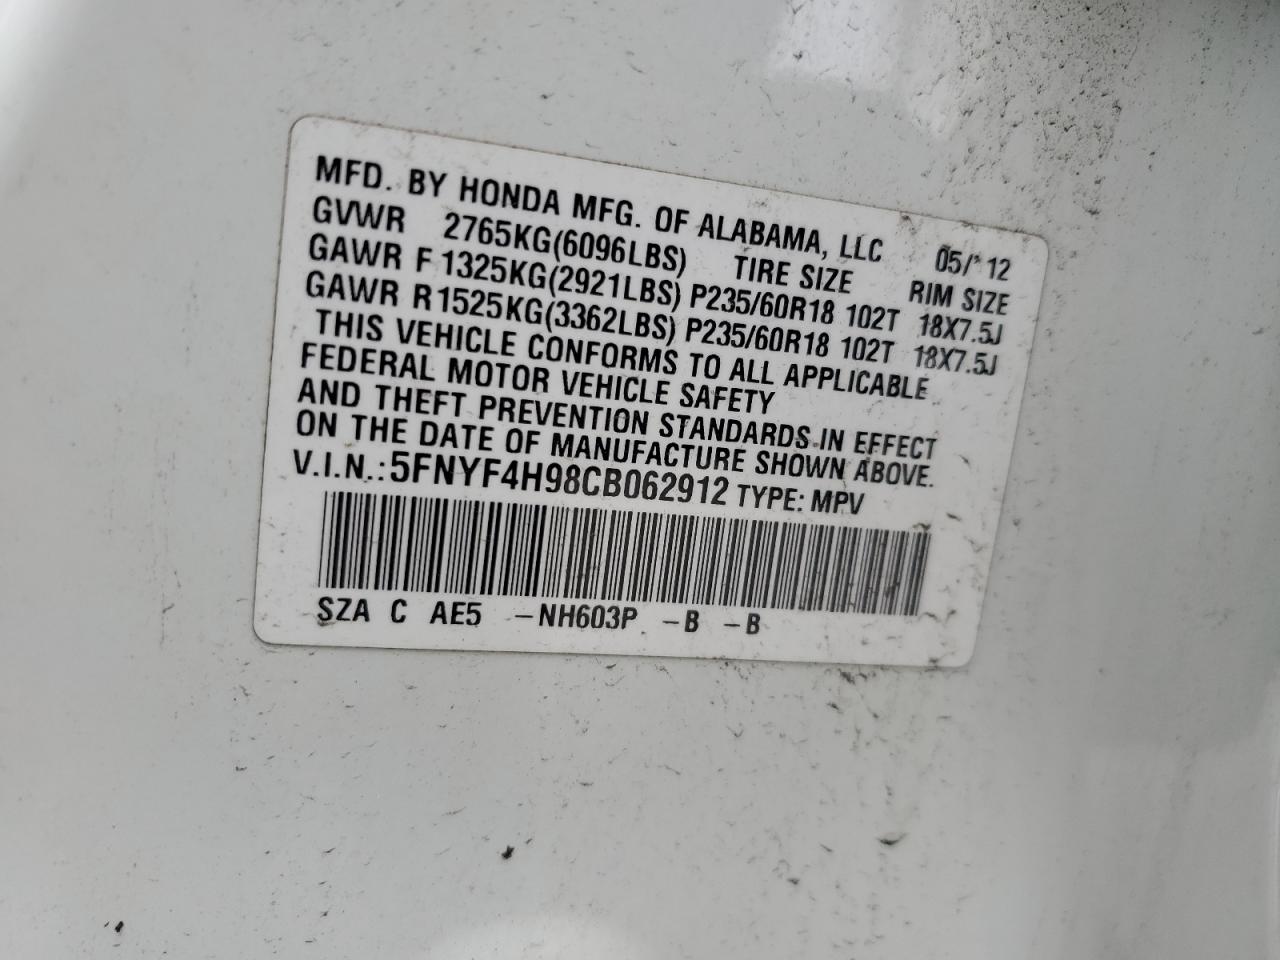 MFD. BY HONDA MFG. OF ALABAMA, LLC 05/12
GVWR 2765KG(6096LBS) TIRE SIZE RIM SIZE
GAWR F 1325KG(2921LBS) P235/60R18 102T 18X7.5J
GAWR R 1525KG(3362LBS) P235/60R18 102T 18X7.5J
THIS VEHICLE CONFORMS TO ALL APPLICABLE
FEDERAL MOTOR VEHICLE SAFETY
AND THEFT PREVENTION STANDARDS IN EFFECT
ON THE DATE OF MANUFACTURE SHOWN ABOVE.
V.I.N.: 5FNYF4H98CB062912 TYPE: MPV
SZA C AE5 -NH603P -B -B